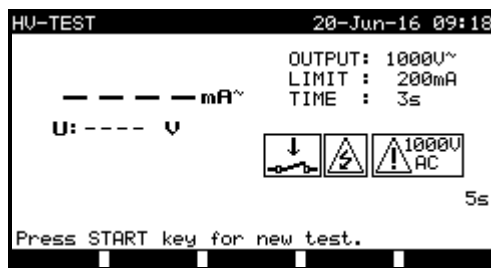 HV-TEST 20-Jun-16 09:18
OUTPUT: 1000V~
LIMIT : 200mA
TIME : 3s
– – – – mA~
U: ---- V
1000V
AC
5s
Press START key for new test.